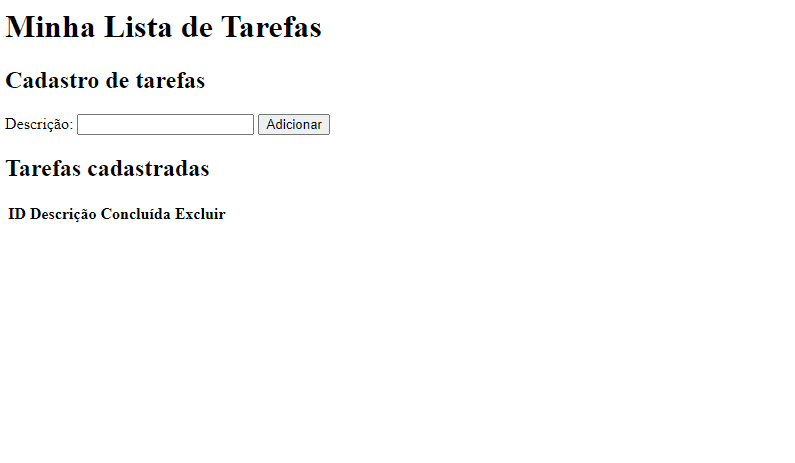 Minha Lista de Tarefas
Cadastro de tarefas
Descrição: Adicionar
Tarefas cadastradas
ID Descrição Concluída Excluir